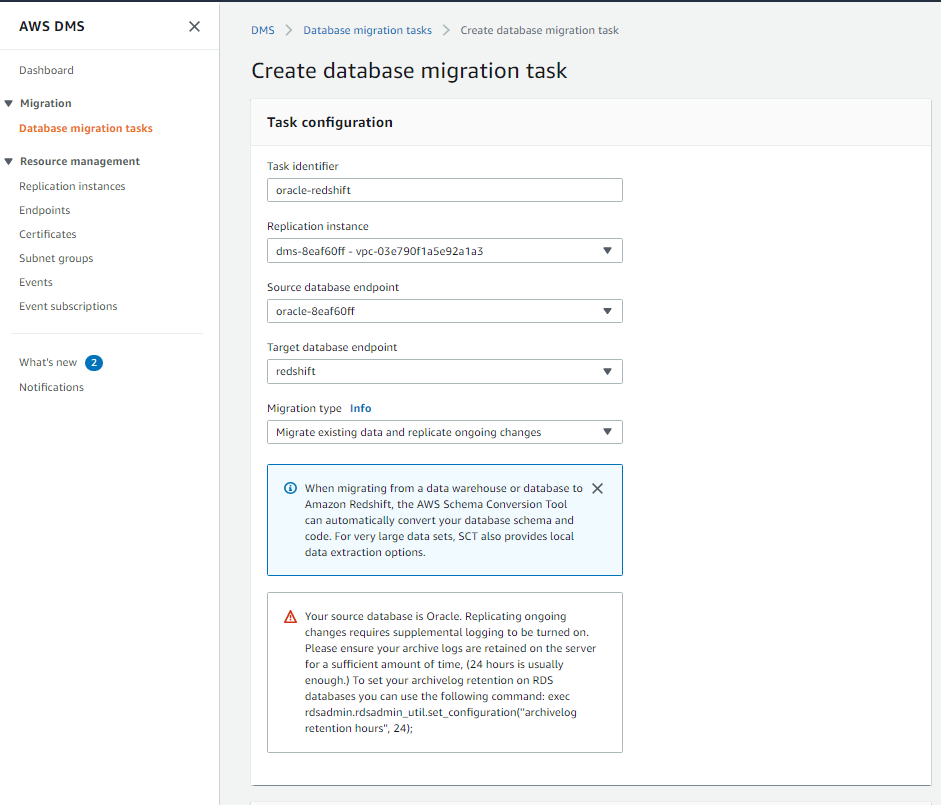 AWS DMS
Dashboard
Migration
Database migration tasks
Resource management
Replication instances
Endpoints
Certificates
Subnet groups
Events
Event subscriptions
What's new 2
Notifications
DMS Database migration tasks Create database migration task
Create database migration task
Task configuration
Task identifier
oracle-redshift
Replication instance
dms-8eaf60ff - vpc-03e790f1a5e92a1a3
Source database endpoint
oracle-8eaf60ff
Target database endpoint
redshift
Migration type Info
Migrate existing data and replicate ongoing changes
When migrating from a data warehouse or database to
Amazon Redshift, the AWS Schema Conversion Tool
can automatically convert your database schema and
code. For very large data sets, SCT also provides local
data extraction options.
Your source database is Oracle. Replicating ongoing
changes requires supplemental logging to be turned on.
Please ensure your archive logs are retained on the server
for a sufficient amount of time, (24 hours is usually
enough.) To set your archivelog retention on RDS
databases you can use the following command: exec
rdsadmin.rdsadmin_util.set_configuration("archivelog
retention hours", 24);